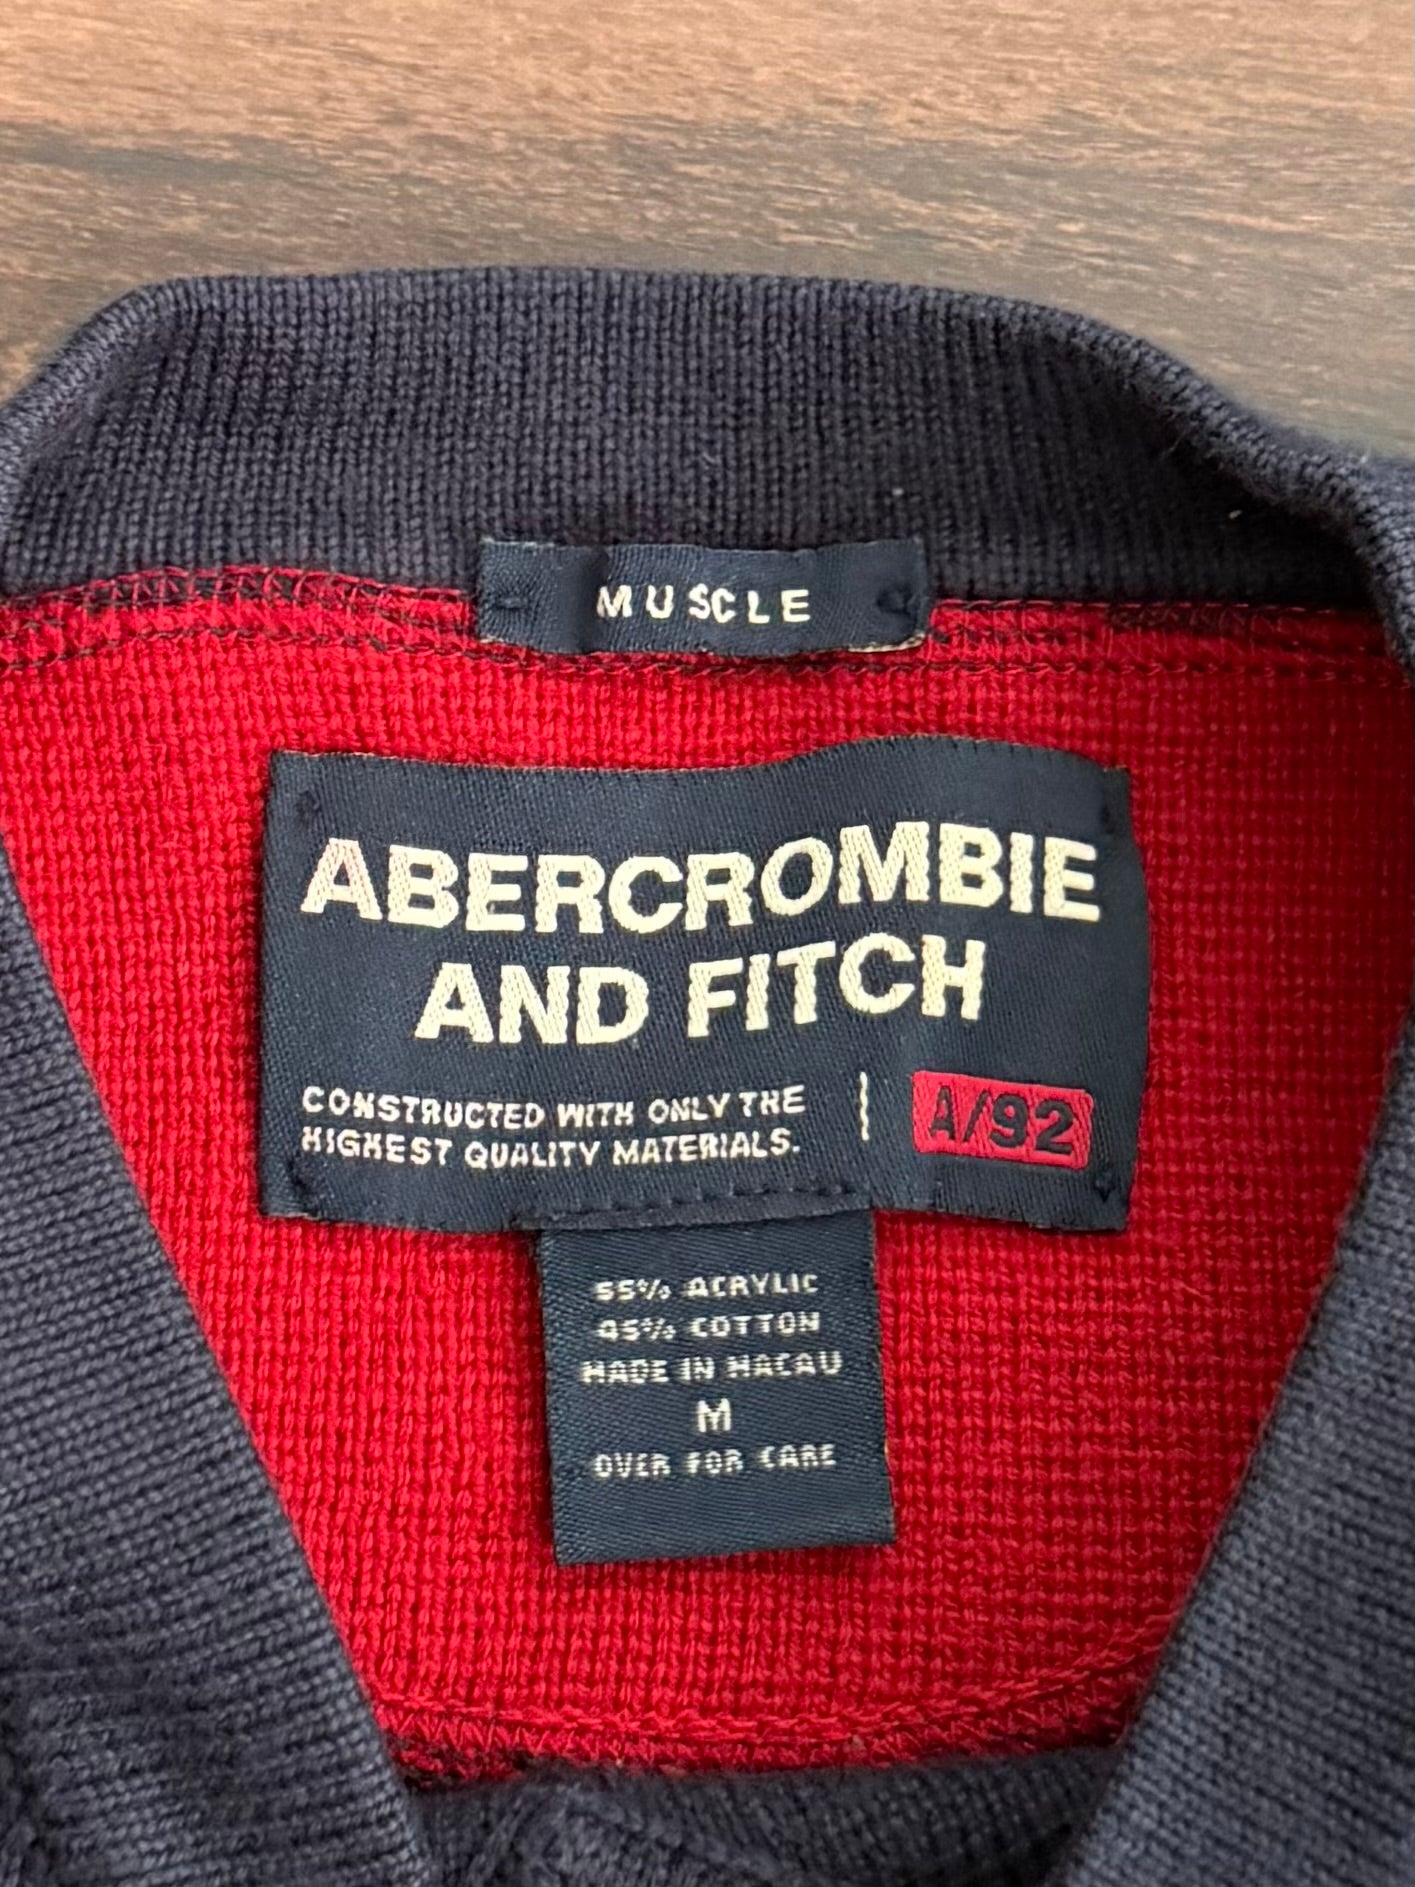 MUSCLE
ABERCROMBIE
AND FITCH
CONSTRUCTED WITH ONLY THE
HIGHEST QUALITY MATERIALS.
A/92
55% ACRYLIC
45% COTTON
MADE IN MACAU
M
OVER FOR CARE